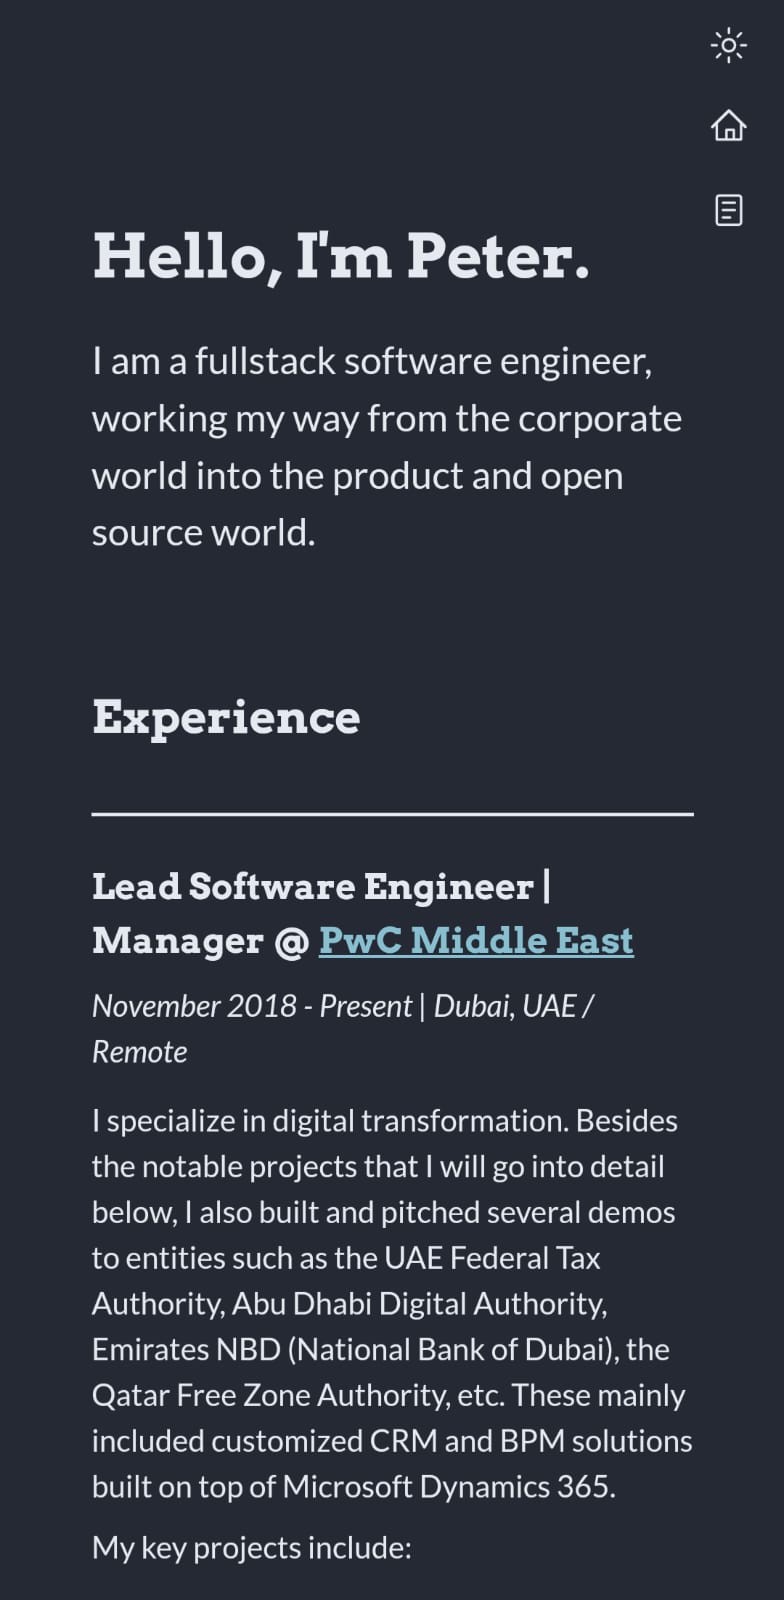 Hello, I'm Peter.
I am a fullstack software engineer,
working my way from the corporate
world into the product and open
source world.
Experience
Lead Software Engineer |
Manager @ PwC Middle East
November 2018 - Present | Dubai, UAE /
Remote
I specialize in digital transformation. Besides
the notable projects that I will go into detail
below, I also built and pitched several demos
to entities such as the UAE Federal Tax
Authority, Abu Dhabi Digital Authority,
Emirates NBD (National Bank of Dubai), the
Qatar Free Zone Authority, etc. These mainly
included customized CRM and BPM solutions
built on top of Microsoft Dynamics 365.
My key projects include: